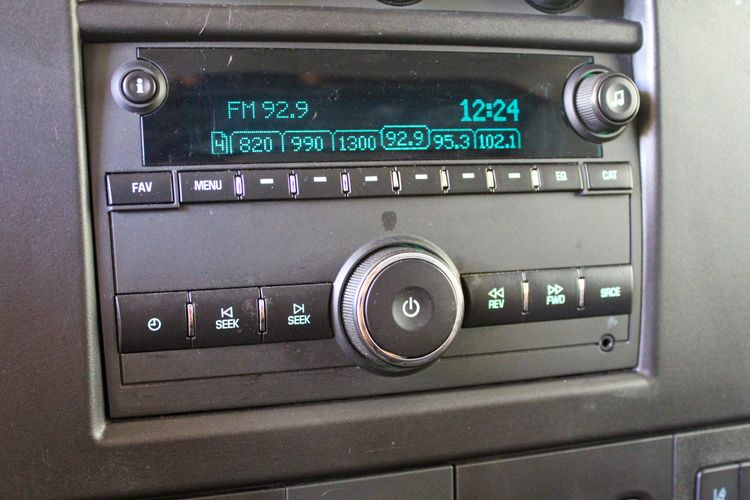 FM 92.9 12:24
4 820 990 1300 92.9 95.3 102.1
FAV MENU EQ CAT
SEEK SEEK REV FWD SRCE